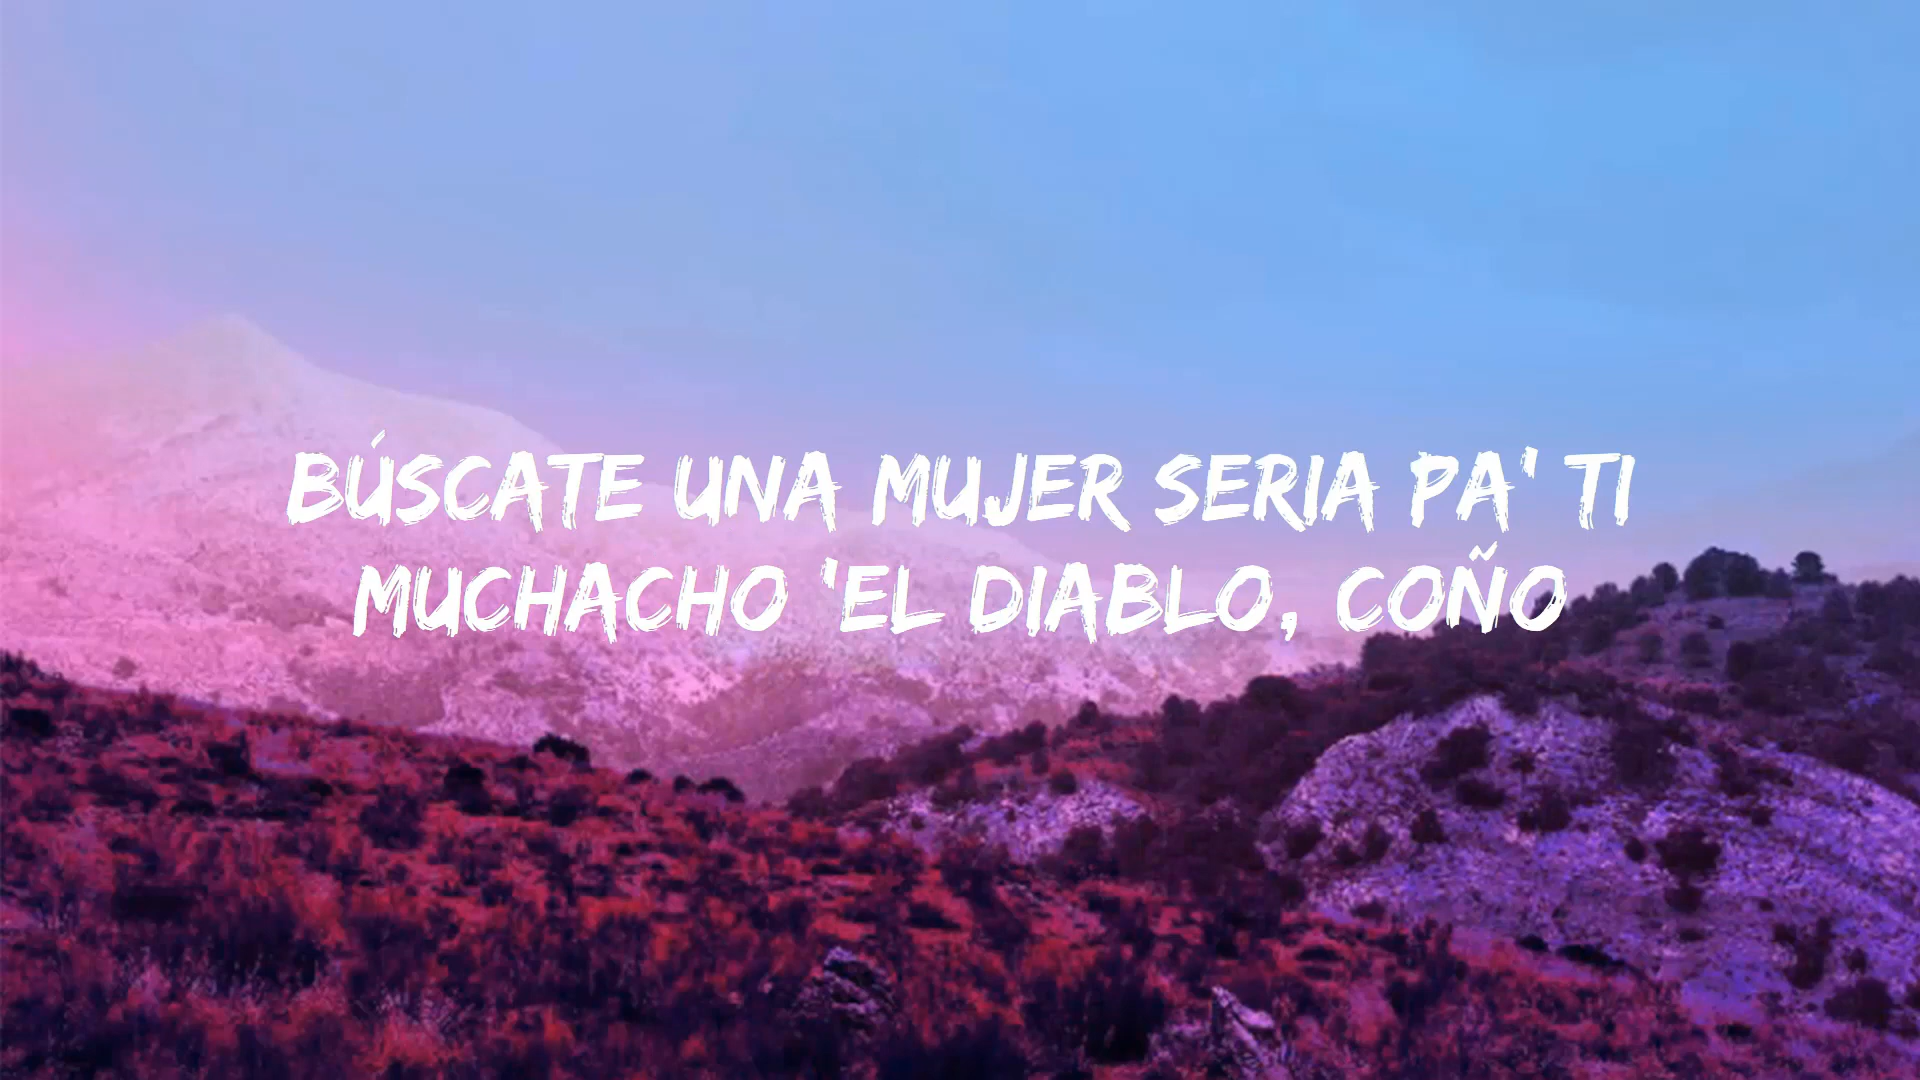 BÚSCATE UNA MUJER SERIA PA' TI
MUCHACHO 'EL DIABLO, COÑO